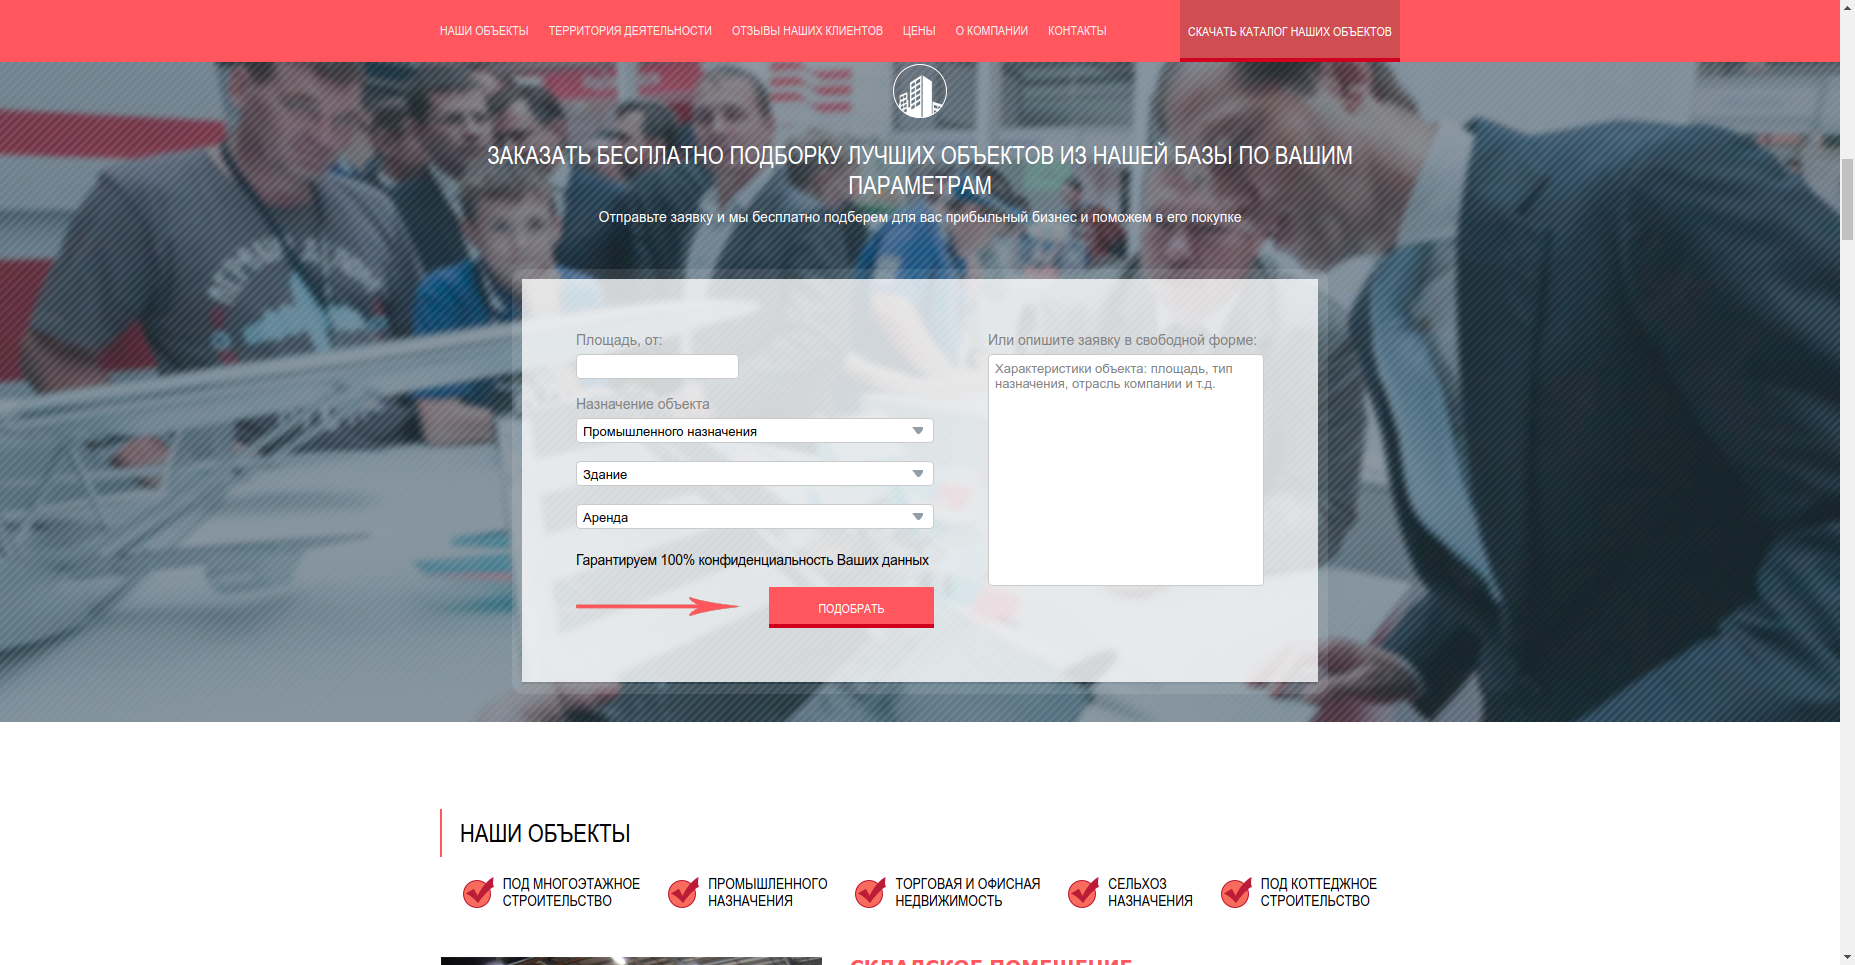 НАШИ ОБЪЕКТЫ ТЕРРИТОРИЯ ДЕЯТЕЛЬНОСТИ ОТЗЫВЫ НАШИХ КЛИЕНТОВ ЦЕНЫ О КОМПАНИИ КОНТАКТЫ СКАЧАТЬ КАТАЛОГ НАШИХ ОБЪЕКТОВ
ЗАКАЗАТЬ БЕСПЛАТНО ПОДБОРКУ ЛУЧШИХ ОБЪЕКТОВ ИЗ НАШЕЙ БАЗЫ ПО ВАШИМ
ПАРАМЕТРАМ
Отправьте заявку и мы бесплатно подберем для вас прибыльный бизнес и поможем в его покупке
Площадь, от:
Назначение объекта
Промышленного назначения
Здание
Аренда
Гарантируем 100% конфиденциальность Ваших данных
ПОДОБРАТЬ
Или опишите заявку в свободной форме:
Характеристики объекта: площадь, тип
назначения, отрасль компании и т.д.
НАШИ ОБЪЕКТЫ
ПОД МНОГОЭТАЖНОЕ
СТРОИТЕЛЬСТВО
ПРОМЫШЛЕННОГО
НАЗНАЧЕНИЯ
ТОРГОВАЯ И ОФИСНАЯ
НЕДВИЖИМОСТЬ
СЕЛЬХОЗ
НАЗНАЧЕНИЯ
ПОД КОТТЕДЖНОЕ
СТРОИТЕЛЬСТВО
СКЛАДСКОЕ ПОМЕЩЕНИЕ